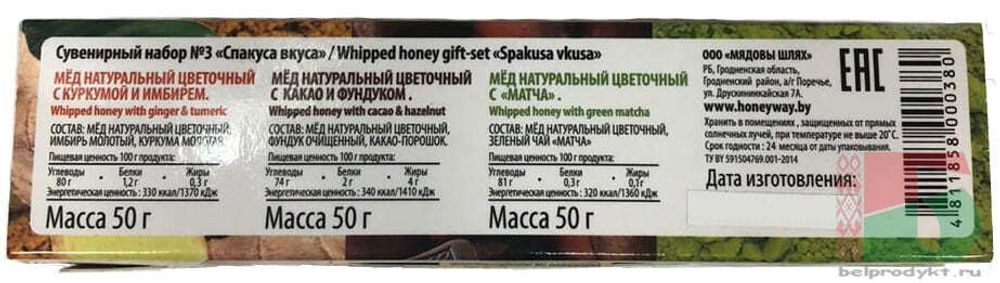 Сувенирный набор №3 «Спакуса вкуса» / Whipped honey gift-set «Spakusa vkusa»
МЁД НАТУРАЛЬНЫЙ ЦВЕТОЧНЫЙ
С КУРКУМОЙ И ИМБИРЕМ.
Whipped honey with ginger & tumeric
СОСТАВ: МЁД НАТУРАЛЬНЫЙ ЦВЕТОЧНЫЙ,
ИМБИРЬ МОЛОТЫЙ, КУРКУМА МОЛОТАЯ.
Пищевая ценность 100 г продукта:
Углеводы • Белки • Жиры
80 г 1,2 г 0,3 г
Энергетическая ценность : 330 ккал/1370 кДж
Масса 50 г
МЁД НАТУРАЛЬНЫЙ ЦВЕТОЧНЫЙ
С КАКАО И ФУНДУКОМ .
Whipped honey with cacao & hazelnut
СОСТАВ: МЁД НАТУРАЛЬНЫЙ ЦВЕТОЧНЫЙ,
ФУНДУК ОЧИЩЕННЫЙ, КАКАО-ПОРОШОК.
Пищевая ценность 100 г продукта:
Углеводы • Белки • Жиры
74 г 2 г 4 г
Энергетическая ценность : 340 ккал/1410 кДж
Масса 50 г
МЁД НАТУРАЛЬНЫЙ ЦВЕТОЧНЫЙ
С «МАТЧА» .
Whipped honey with green matcha
СОСТАВ: МЁД НАТУРАЛЬНЫЙ ЦВЕТОЧНЫЙ,
ЗЕЛЕНЫЙ ЧАЙ «МАТЧА»
Пищевая ценность 100 г продукта:
Углеводы • Белки • Жиры
81 г 0,3 г 0,1 г
Энергетическая ценность : 320 ккал/1360 кДж
Масса 50 г
ООО «МЯДОВЫ ШЛЯХ»
РБ, Гродненская область,
Гродненский район, а/г Поречье,
ул. Друскининкайская 7А.
www.honeyway.by
Хранить в помещениях , защищенных от прямых
солнечных лучей, при температуре не выше 20˚С.
Срок годности : 24 месяца от даты упаковывания.
ТУ BY 591504769.001-2014
Дата изготовления:
EAC
4 811858 000380
belprodykt.ru